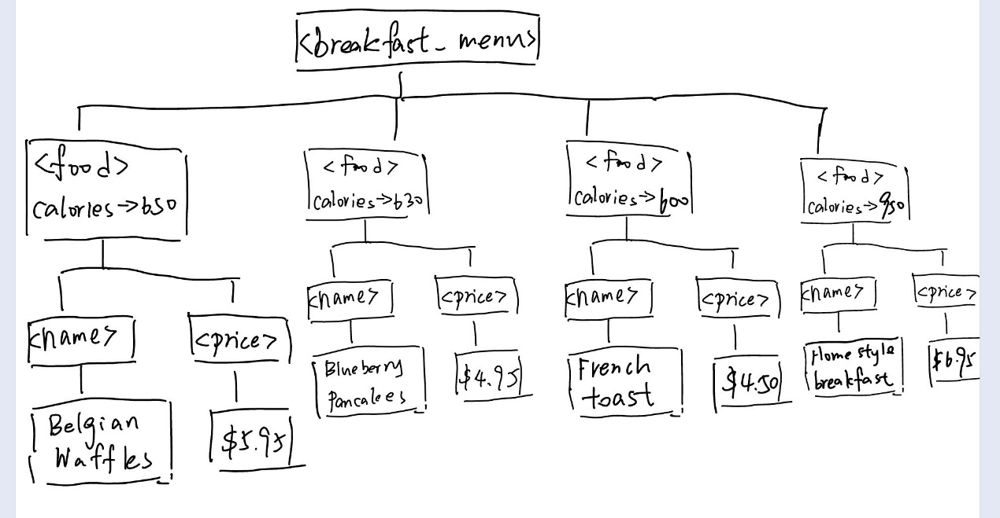 <breakfast_menus>
<food>
calories→650
<food>
calories→630
<food>
calories→600
<food>
calories→950
<name>
<price>
<name>
<price>
<name>
<price>
<name>
<price>
Belgian
Waffles
$5.95
Blueberry
Pancakes
$4.95
French
toast
$4.50
Home style
breakfast
$6.95